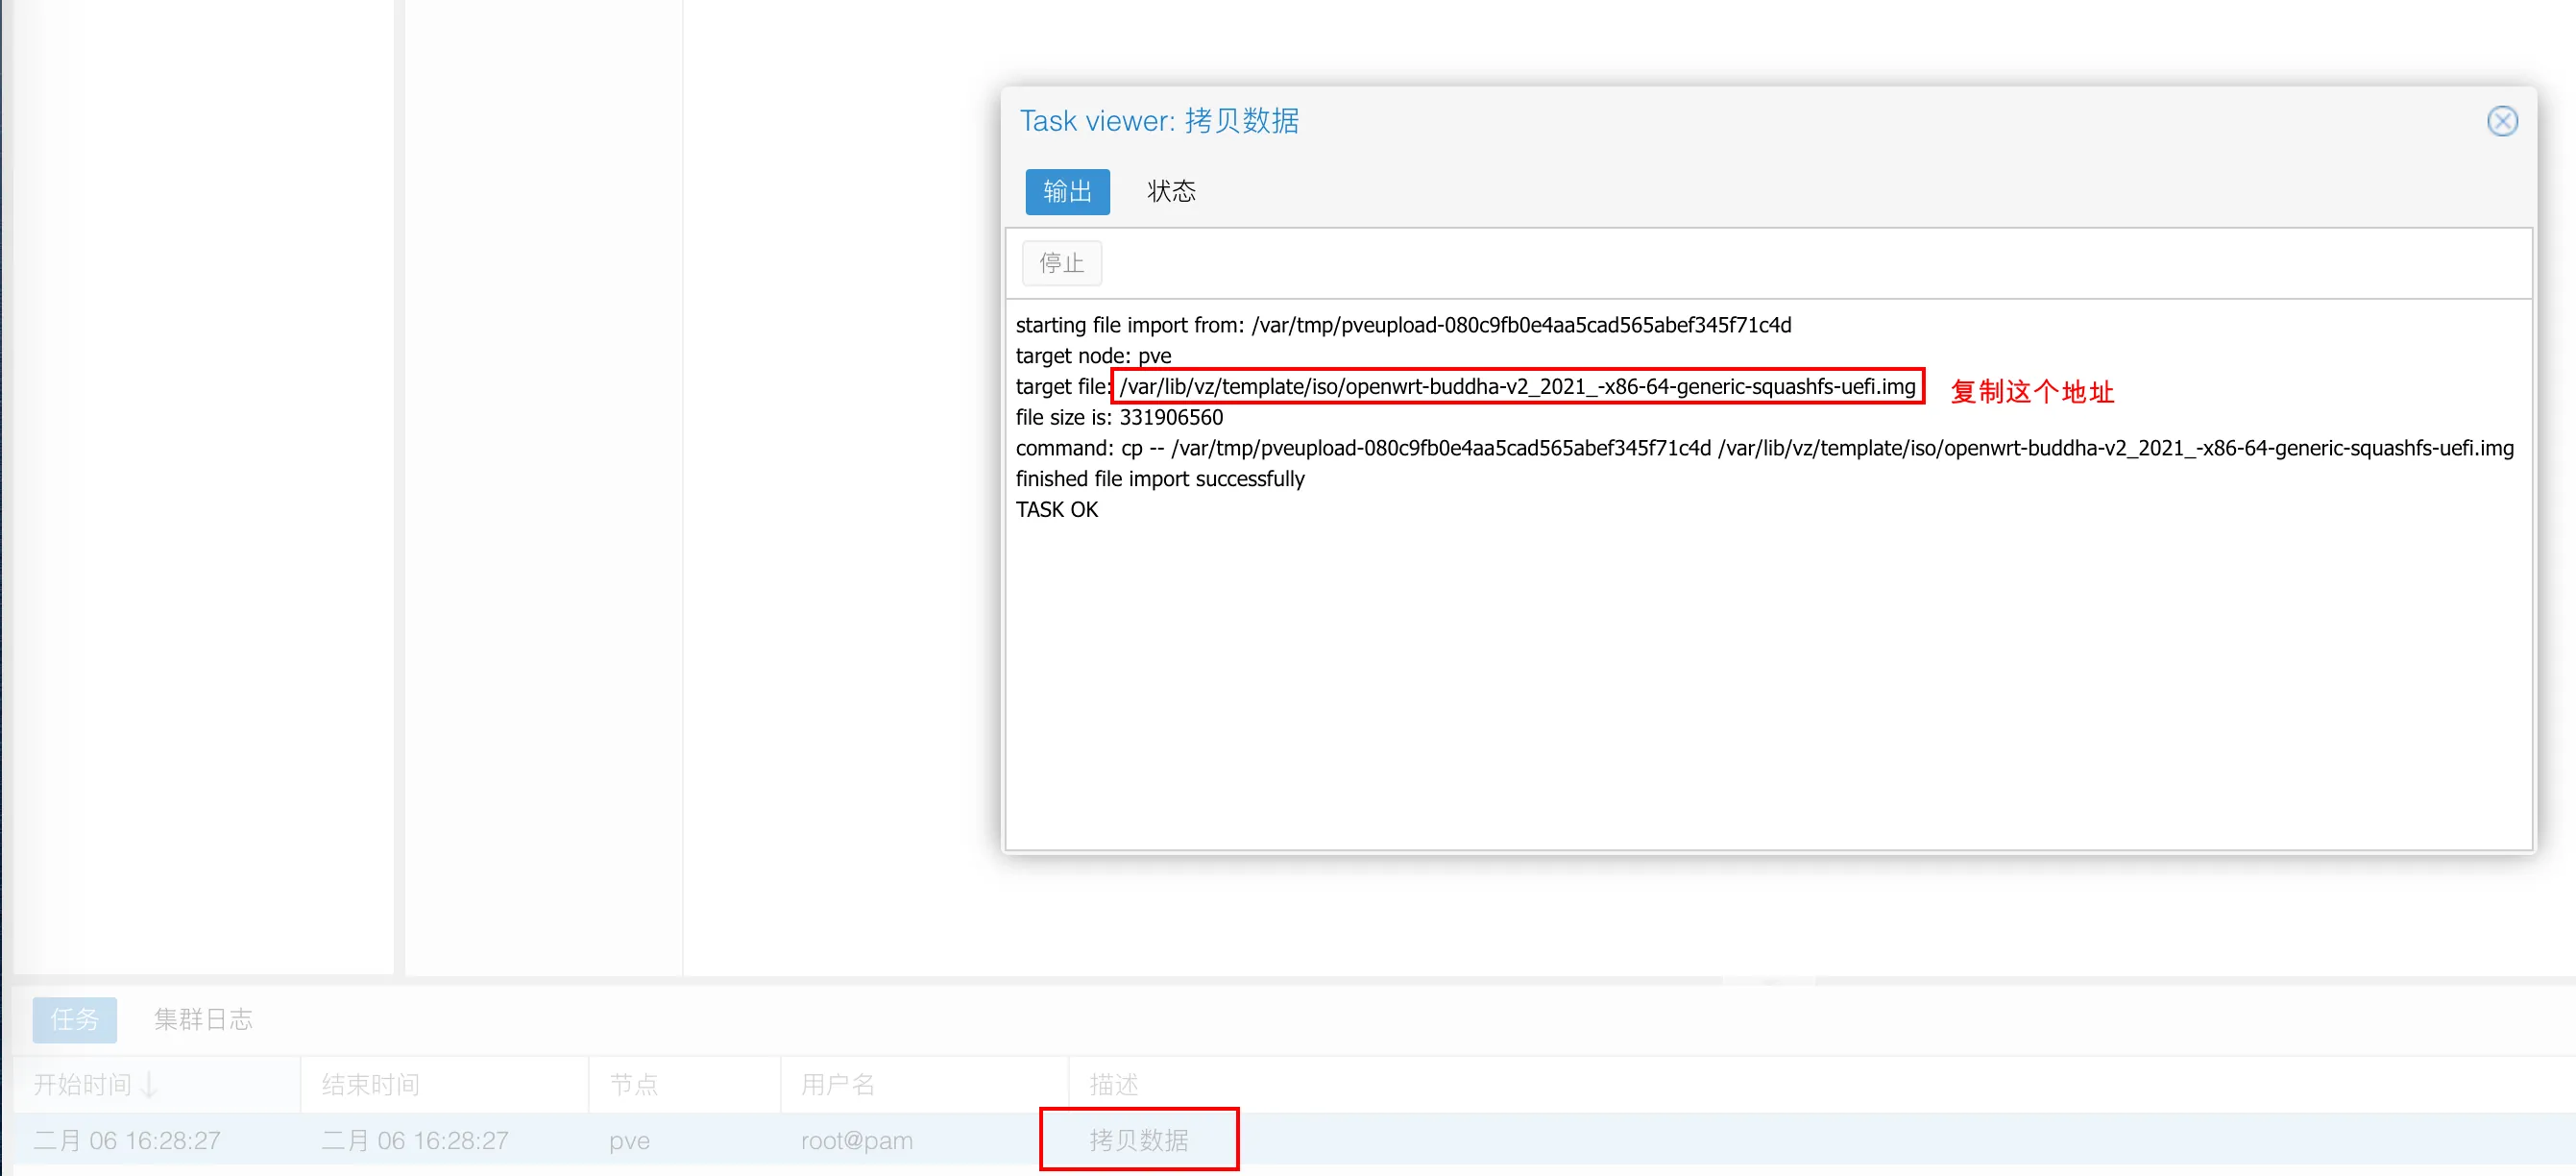 Task viewer: 拷贝数据
输出 状态
停止
starting file import from: /var/tmp/pveupload-080c9fb0e4aa5cad565abef345f71c4d
target node: pve
target file: /var/lib/vz/template/iso/openwrt-buddha-v2_2021_-x86-64-generic-squashfs-uefi.img 复制这个地址
file size is: 331906560
command: cp -- /var/tmp/pveupload-080c9fb0e4aa5cad565abef345f71c4d /var/lib/vz/template/iso/openwrt-buddha-v2_2021_-x86-64-generic-squashfs-uefi.img
finished file import successfully
TASK OK
任务 集群日志
开始时间 结束时间 节点 用户名 描述
二月 06 16:28:27 二月 06 16:28:27 pve root@pam 拷贝数据